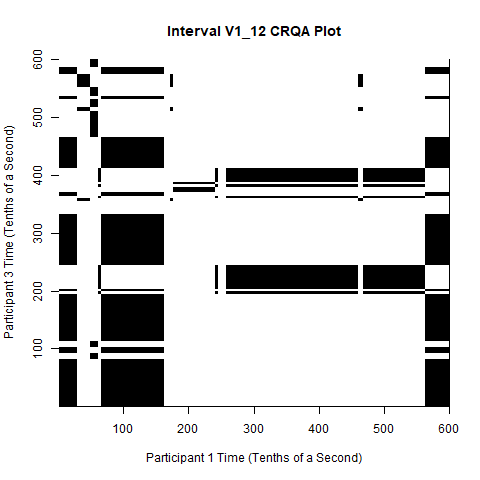 Interval V1_12 CRQA Plot
Participant 3 Time (Tenths of a Second)
600
500
400
300
200
100
100 200 300 400 500 600
Participant 1 Time (Tenths of a Second)